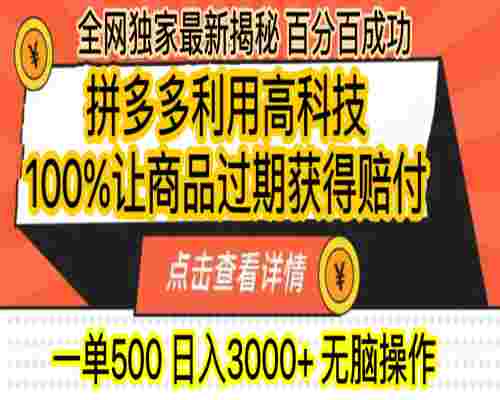 全网独家最新揭秘 百分百成功
拼多多利用高科技
100%让商品过期获得赔付
点击查看详情
一单500 日入3000+ 无脑操作